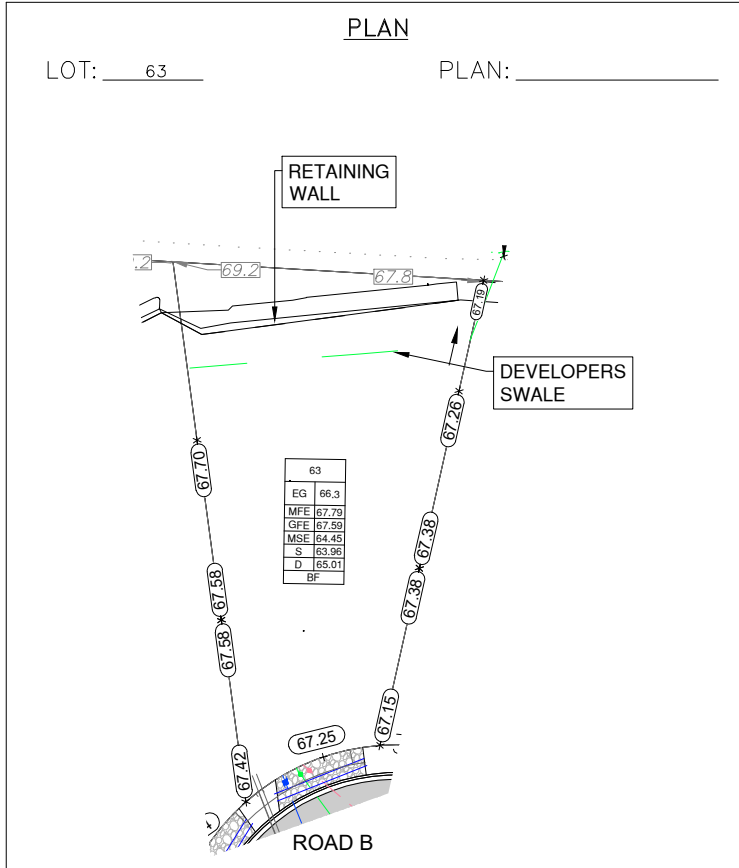 PLAN
LOT: 63
PLAN:
RETAINING
WALL
.2
69.2
67.8
67.19
DEVELOPERS
SWALE
67.26
67.70
63
EG 66.3
MFE 67.79
GFE 67.59
MSE 64.45
S 63.96
D 65.01
BF
67.38
67.38
67.58
67.58
67.15
67.25
67.42
ROAD B